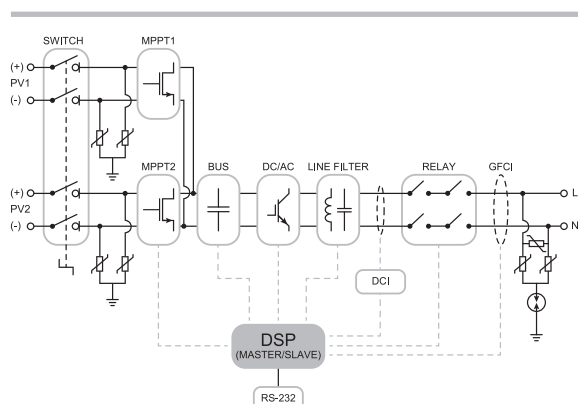 SWITCH MPPT1
(+)
PV1
(-)
MPPT2 BUS DC/AC LINE FILTER RELAY GFCI
(+) L
PV2
(-) N
DCI
DSP
(MASTER/SLAVE)
RS-232